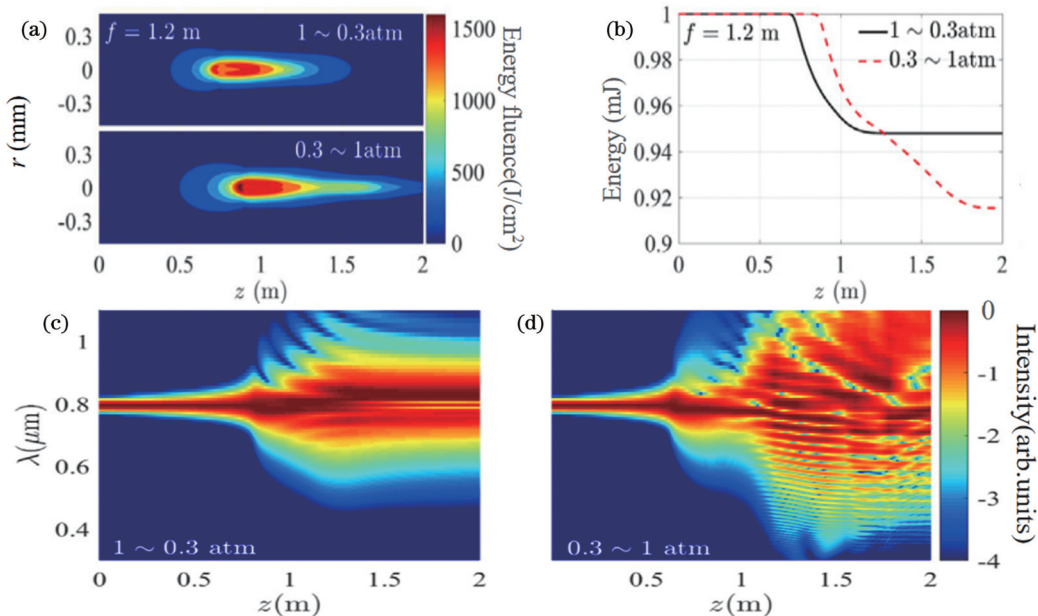 (a)
f = 1.2 m
1 ~ 0.3atm
0.3 ~ 1atm
0.3
0
-0.3
0.3
0
-0.3
r (mm)
0
0.5
1
1.5
2
z (m)
1500
1000
500
0
Energy fluence(J/cm²)
(b)
f = 1.2 m
1 ~ 0.3atm
0.3 ~ 1atm
1
0.98
0.96
0.94
0.92
0.9
Energy (mJ)
0
0.5
1
1.5
2
z (m)
(c)
1
0.8
0.6
0.4
λ(μm)
1 ~ 0.3 atm
0
0.5
1
1.5
2
z(m)
(d)
0.3 ~ 1 atm
0.5
1
1.5
2
z(m)
0
-1
-2
-3
-4
Intensity(arb.units)